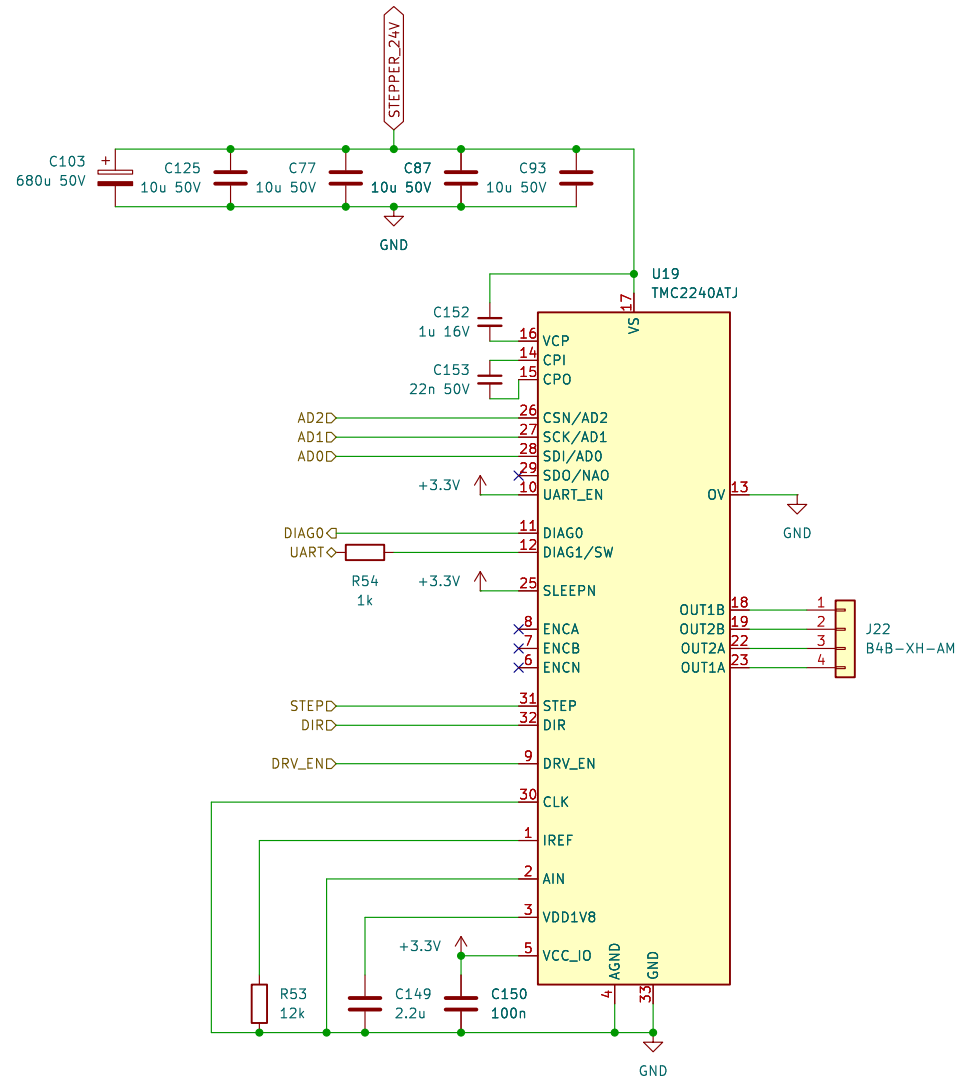 STEPPER_24V
C103
680u 50V
+
C125
10u 50V
C77
10u 50V
C87
10u 50V
C93
10u 50V
GND
U19
TMC2240ATJ
17
VS
C152
1u 16V
16 VCP
14 CPI
C153
22n 50V
15 CPO
AD2 26 CSN/AD2
AD1 27 SCK/AD1
AD0 28 SDI/AD0
29 SDO/NAO
+3.3V 10 UART_EN
OV 13
GND
DIAG0 11 DIAG0
UART 12 DIAG1/SW
R54
1k
+3.3V 25 SLEEPN
8 ENCA
7 ENCB
6 ENCN
OUT1B 18 1
OUT2B 19 2
OUT2A 22 3
OUT1A 23 4
J22
B4B-XH-AM
STEP 31 STEP
DIR 32 DIR
DRV_EN 9 DRV_EN
30 CLK
1 IREF
2 AIN
3 VDD1V8
+3.3V 5 VCC_IO
AGND
4
GND
33
R53
12k
C149
2.2u
C150
100n
GND